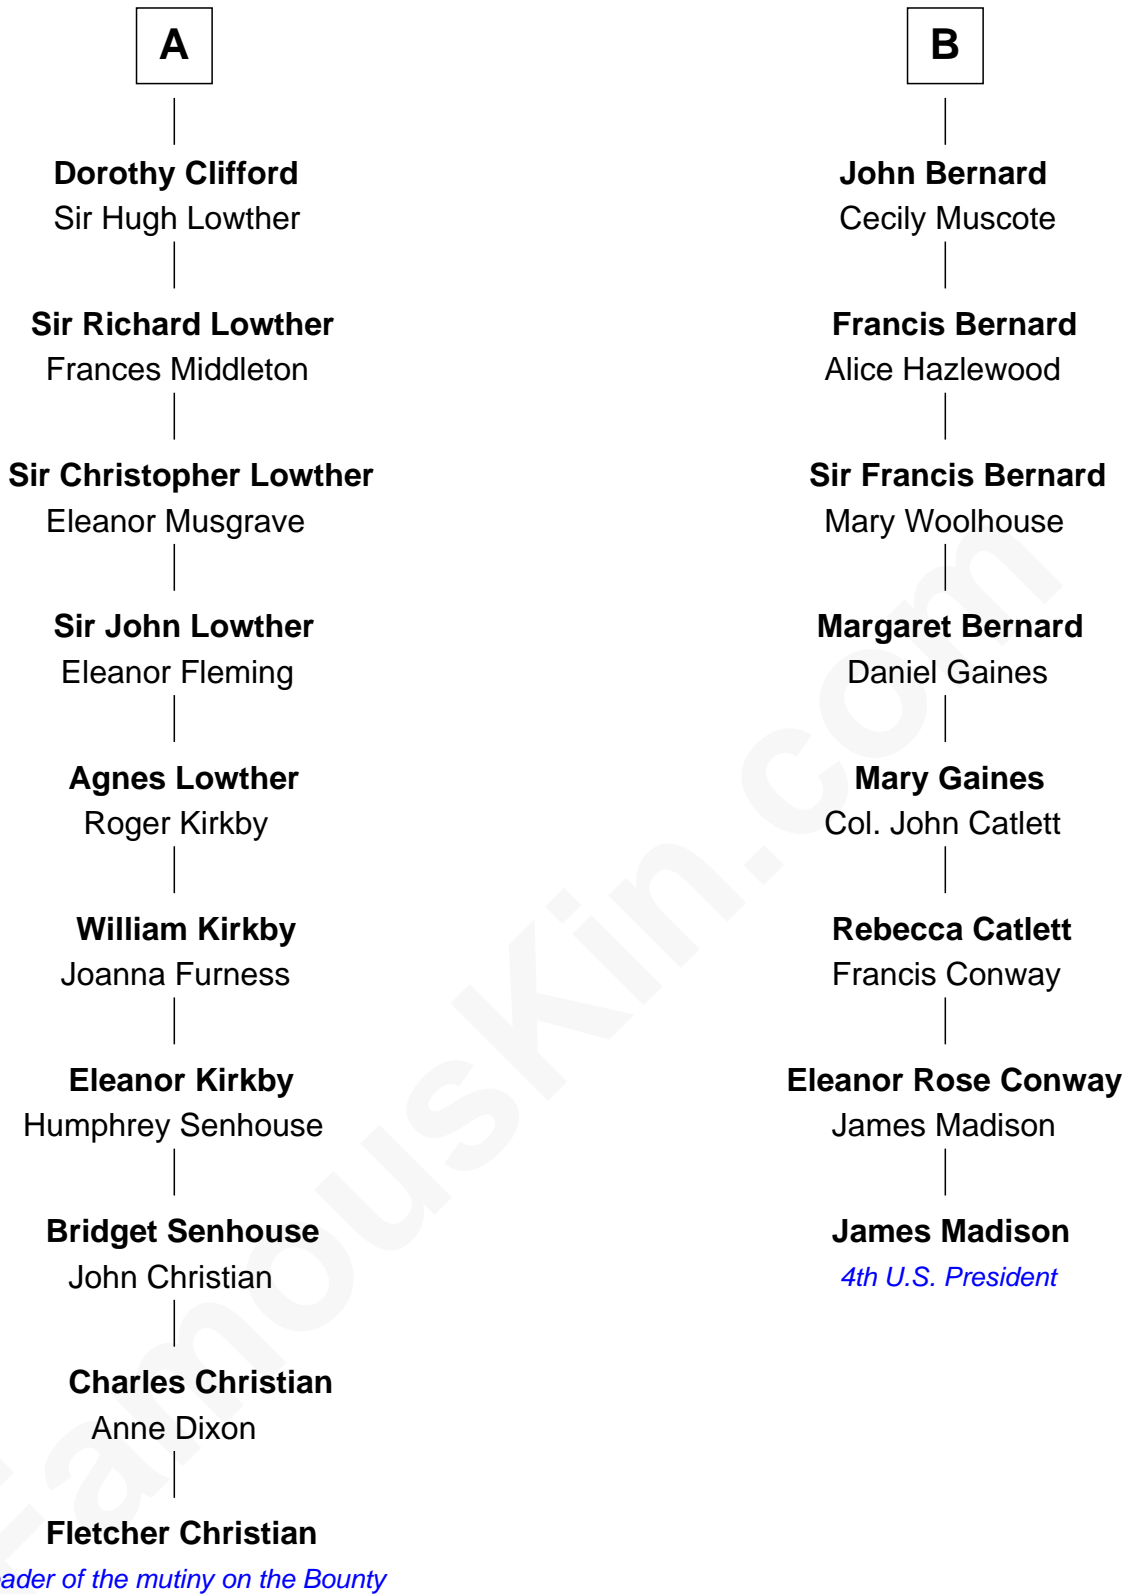 A
Dorothy Clifford
Sir Hugh Lowther
Sir Richard Lowther
Frances Middleton
Sir Christopher Lowther
Eleanor Musgrave
Sir John Lowther
Eleanor Fleming
Agnes Lowther
Roger Kirkby
William Kirkby
Joanna Furness
Eleanor Kirkby
Humphrey Senhouse
Bridget Senhouse
John Christian
Charles Christian
Anne Dixon
Fletcher Christian
ader of the mutiny on the Bounty
B
John Bernard
Cecily Muscote
Francis Bernard
Alice Hazlewood
Sir Francis Bernard
Mary Woolhouse
Margaret Bernard
Daniel Gaines
Mary Gaines
Col. John Catlett
Rebecca Catlett
Francis Conway
Eleanor Rose Conway
James Madison
James Madison
4th U.S. President
FamousKin.com